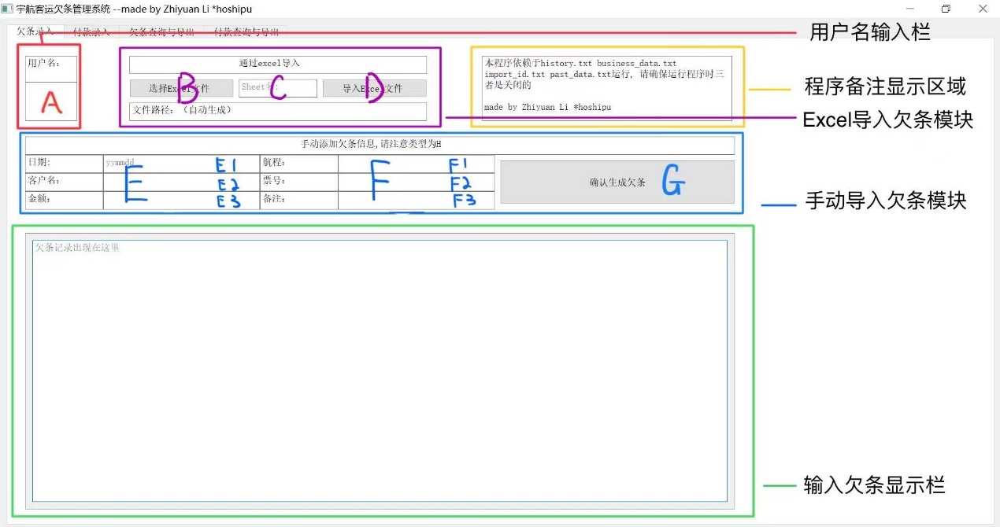 宇航客运欠条管理系统 --made by Zhiyuan Li *hoshipu
欠条录入 付款录入 欠条查询与导出 付款查询与导出
用户名输入栏
用户名:
A
通过excel导入
选择Excel文件 B
Sheet名: C
导入Excel文件 D
文件路径: (自动生成)
本程序依赖于history.txt business_data.txt
import_id.txt past_data.txt运行, 请确保运行程序时三
者是关闭的
made by Zhiyuan Li *hoshipu
程序备注显示区域
Excel导入欠条模块
手动添加欠条信息,请注意类型为H
日期: yymmdd E1 航程: F1
客户名: E E2 票号: F F2
金额: E3 备注: F3
确认生成欠条 G
手动导入欠条模块
欠条记录出现在这里
输入欠条显示栏